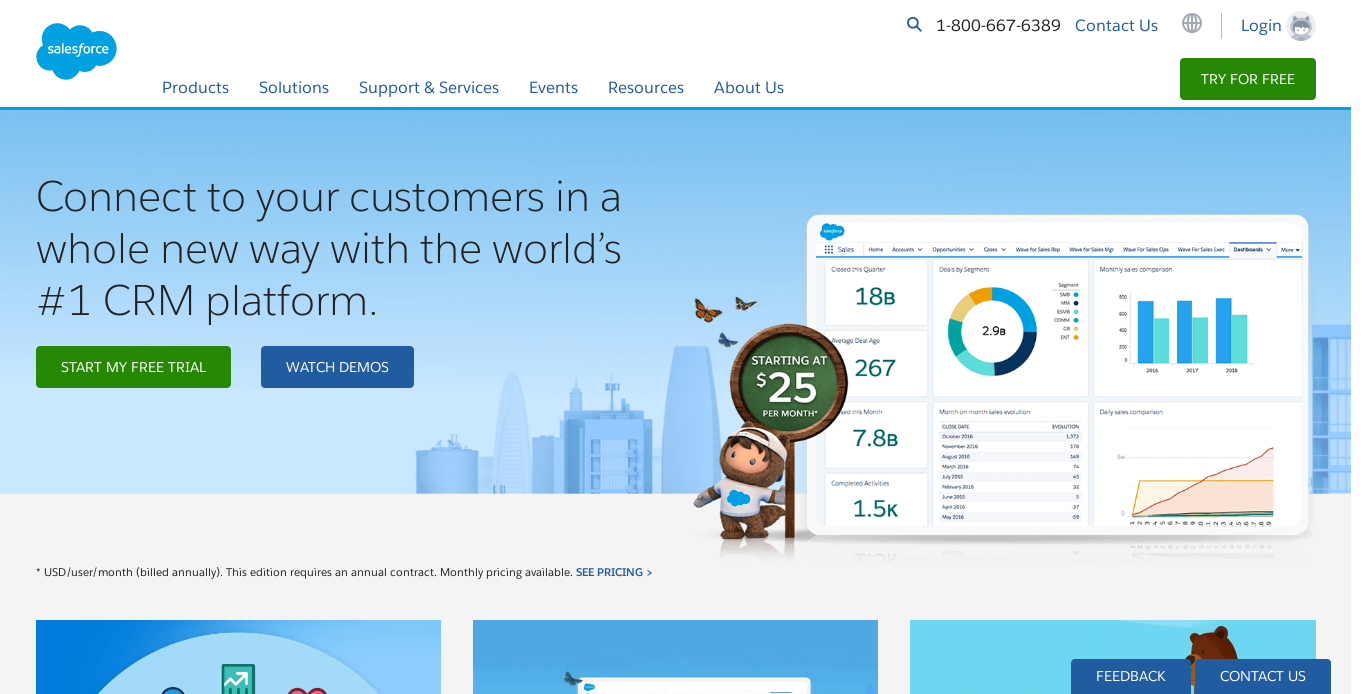 salesforce
1-800-667-6389
Contact Us
Login
Products
Solutions
Support & Services
Events
Resources
About Us
TRY FOR FREE
Connect to your customers in a
whole new way with the world's
#1 CRM platform.
START MY FREE TRIAL
WATCH DEMOS
STARTING AT
$25
PER MONTH*
salesforce
Sales
Home
Accounts
Opportunities
Cases
Wave for Sales Rep
Wave for Sales Mgr
Wave For Sales Ops
Wave For Sales Exec
Dashboards
More
Closed this Quarter
18B
Average Deal Age
267
sed this Month
7.8B
Completed Activities
1.5K
Deals by Segment
2.9B
Segment
SMB
MM
ESMB
COMM
GB
ENT
Monthly sales comparison
800
600
400
200
0
2016
2017
2018
Month on month sales evolution
CLOSE DATE EVOLUTION
October 2016 1,372
November 2016 178
August 2016 149
March 2016 74
July 2016 43
February 2016 32
June 2016 5
April 2016 -37
May 2016 -59
Daily sales comparison
0
* USD/user/month (billed annually). This edition requires an annual contract. Monthly pricing available. SEE PRICING >
FEEDBACK
CONTACT US